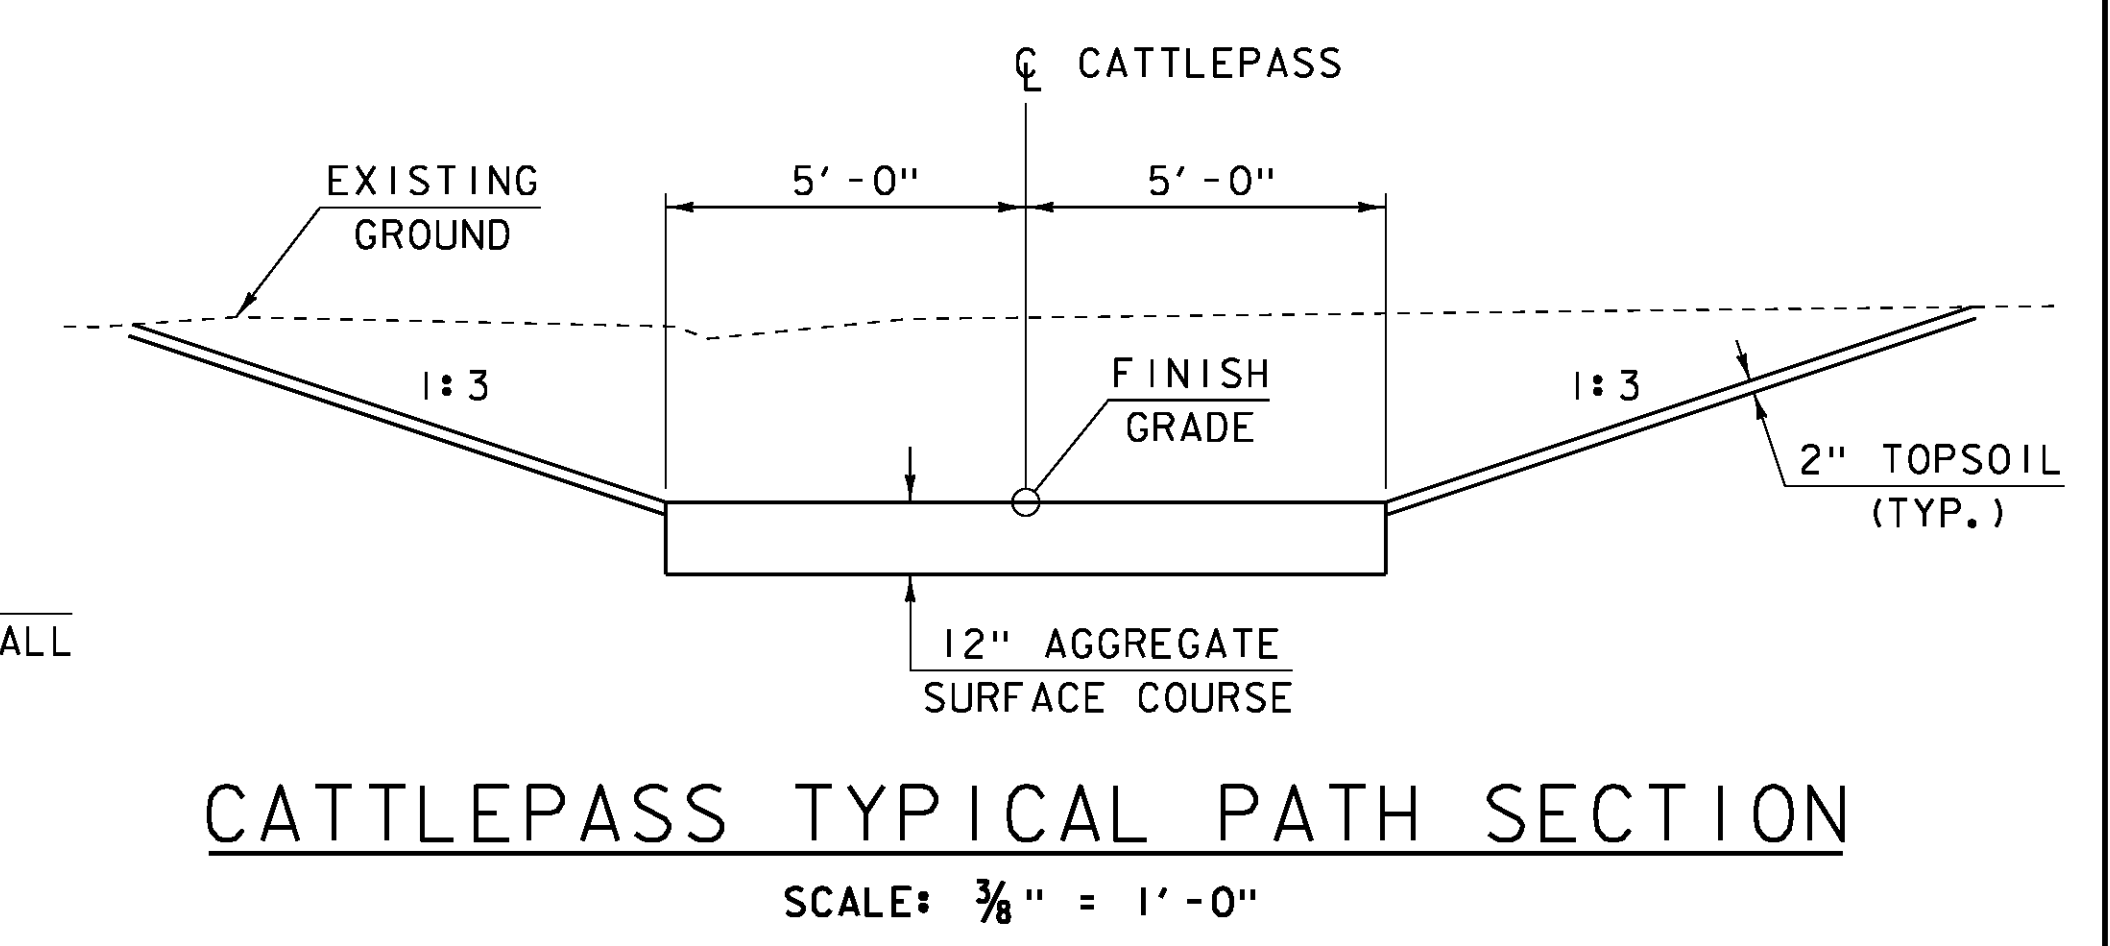 ℄ CATTLEPASS
5'-0" 5'-0"
EXISTING
GROUND
1:3
FINISH
GRADE
1:3
2" TOPSOIL
(TYP.)
ALL
12" AGGREGATE
SURFACE COURSE
CATTLEPASS TYPICAL PATH SECTION
SCALE: ⅜" = 1'-0"